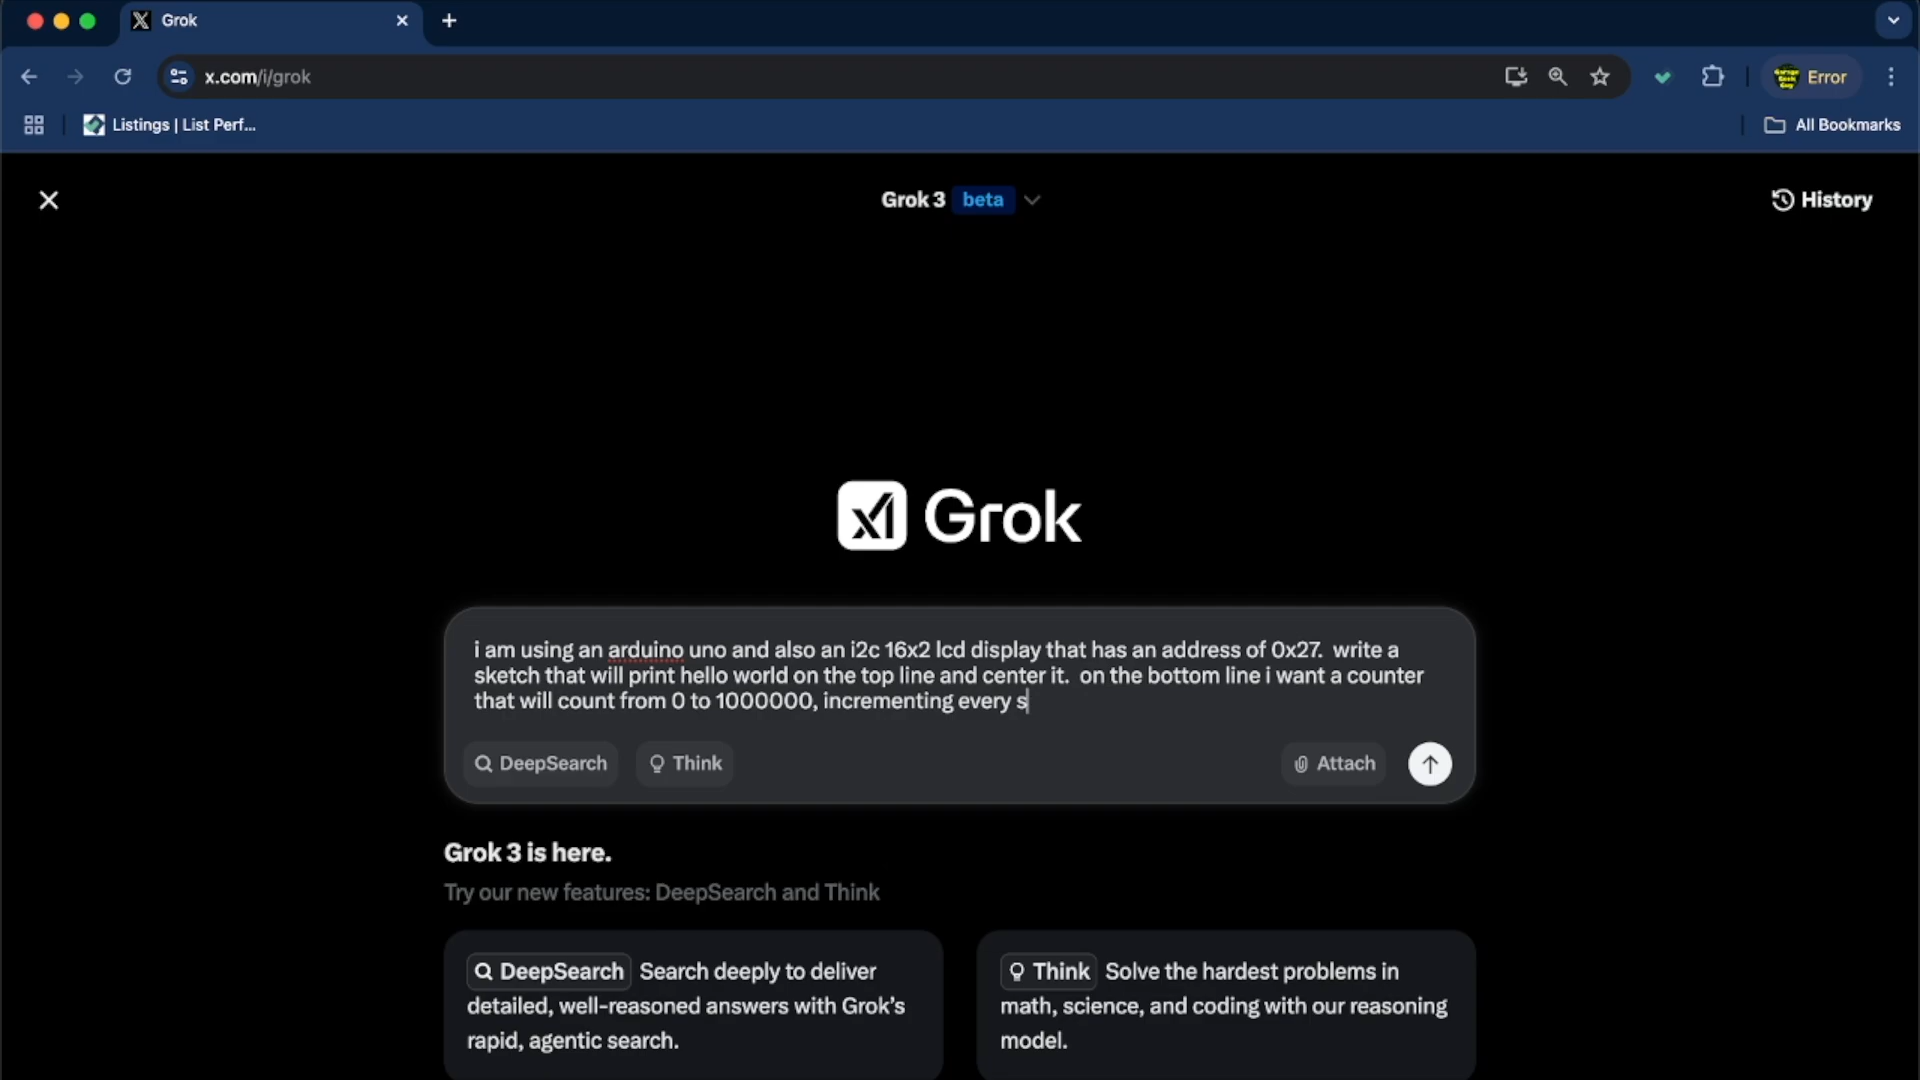 Grok
x.com/i/grok
Error
Listings | List Perf...
All Bookmarks
Grok 3 beta
History
Grok
i am using an arduino uno and also an i2c 16x2 lcd display that has an address of 0x27.  write a
sketch that will print hello world on the top line and center it.  on the bottom line i want a counter
that will count from 0 to 1000000, incrementing every s
DeepSearch
Think
Attach
Grok 3 is here.
Try our new features: DeepSearch and Think
DeepSearch Search deeply to deliver
detailed, well-reasoned answers with Grok's
rapid, agentic search.
Think Solve the hardest problems in
math, science, and coding with our reasoning
model.